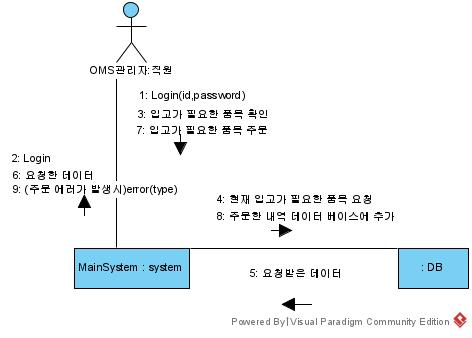 OMS관리자:직원
1: Login(id,password)
3: 입고가 필요한 품목 확인
7: 입고가 필요한 품목 주문
2: Login
6: 요청한 데이터
9: (주문 에러가 발생시)error(type)
4: 현재 입고가 필요한 품목 요청
8: 주문한 내역 데이터 베이스에 추가
MainSystem : system
: DB
5: 요청받은 데이터
Powered By Visual Paradigm Community Edition